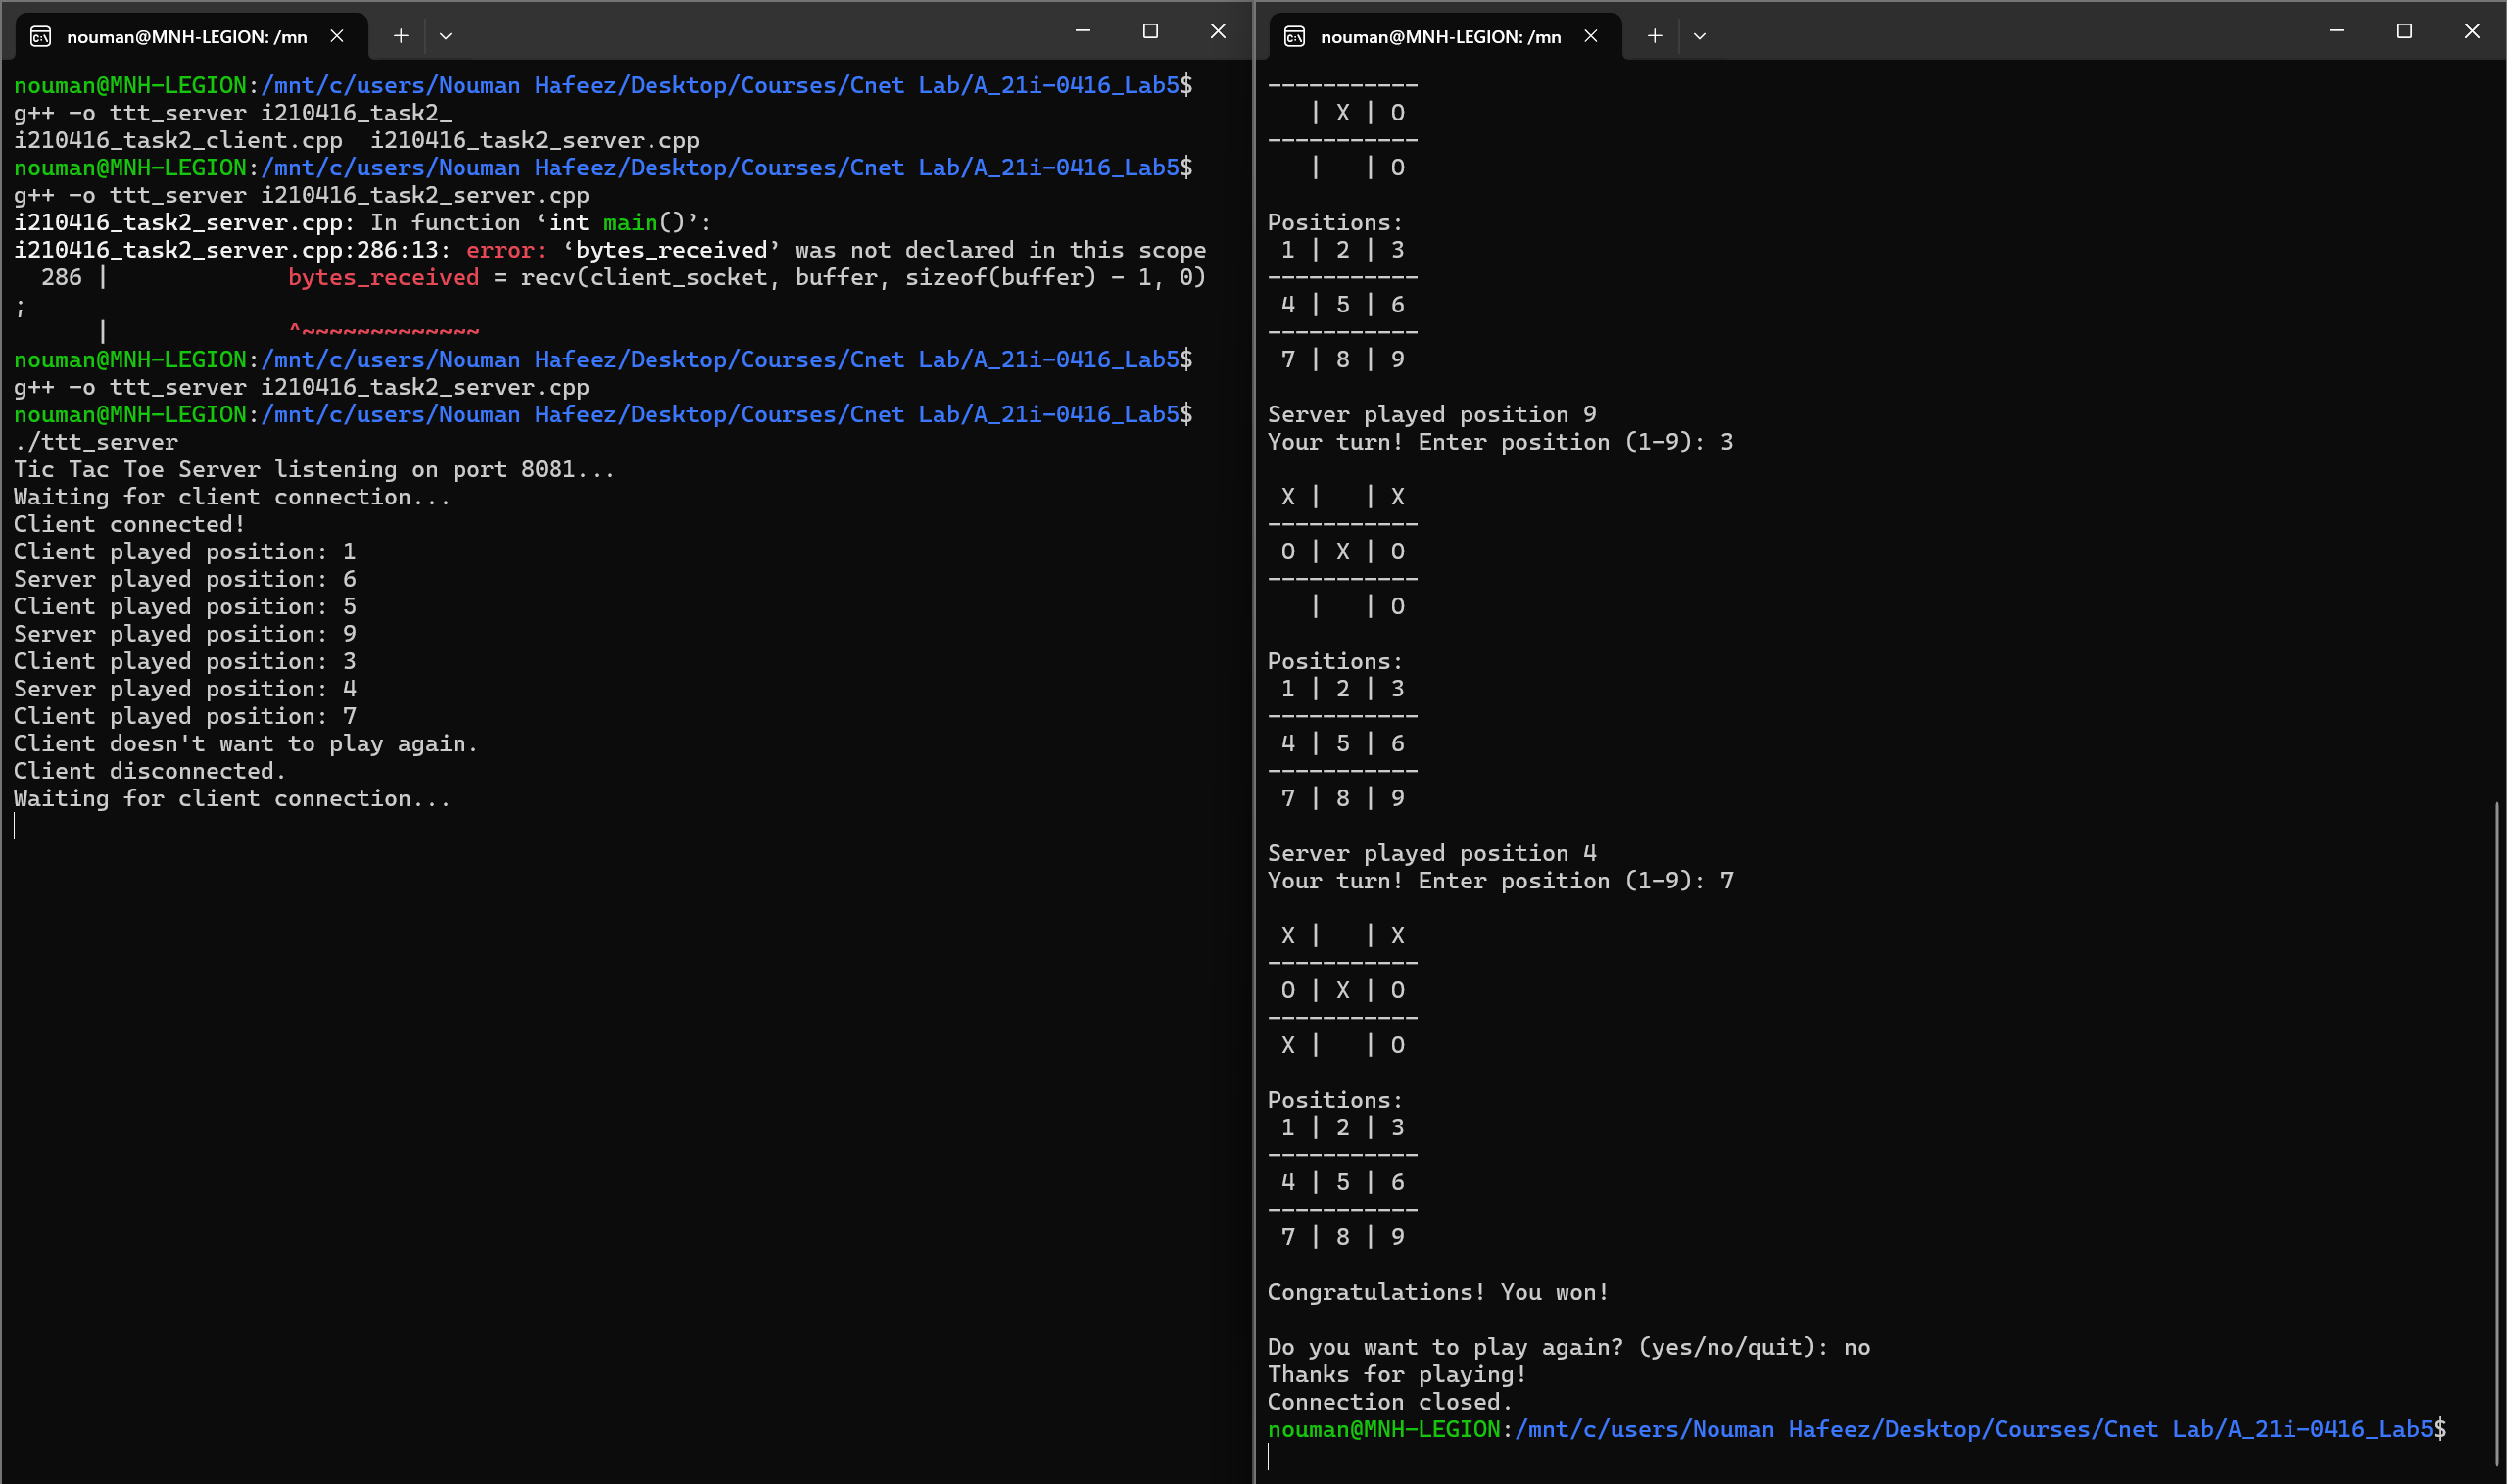 nouman@MNH-LEGION: /mn
nouman@MNH-LEGION:/mnt/c/users/Nouman Hafeez/Desktop/Courses/Cnet Lab/A_21i-0416_Lab5$
g++ -o ttt_server i210416_task2_
i210416_task2_client.cpp  i210416_task2_server.cpp
nouman@MNH-LEGION:/mnt/c/users/Nouman Hafeez/Desktop/Courses/Cnet Lab/A_21i-0416_Lab5$
g++ -o ttt_server i210416_task2_server.cpp
i210416_task2_server.cpp: In function ‘int main()’:
i210416_task2_server.cpp:286:13: error: ‘bytes_received’ was not declared in this scope
  286 |             bytes_received = recv(client_socket, buffer, sizeof(buffer) - 1, 0)
;
      |             ^~~~~~~~~~~~~~
nouman@MNH-LEGION:/mnt/c/users/Nouman Hafeez/Desktop/Courses/Cnet Lab/A_21i-0416_Lab5$
g++ -o ttt_server i210416_task2_server.cpp
nouman@MNH-LEGION:/mnt/c/users/Nouman Hafeez/Desktop/Courses/Cnet Lab/A_21i-0416_Lab5$
./ttt_server
Tic Tac Toe Server listening on port 8081...
Waiting for client connection...
Client connected!
Client played position: 1
Server played position: 6
Client played position: 5
Server played position: 9
Client played position: 3
Server played position: 4
Client played position: 7
Client doesn't want to play again.
Client disconnected.
Waiting for client connection...
nouman@MNH-LEGION: /mn
-----------
   | X | O
-----------
   |   | O
Positions:
 1 | 2 | 3
-----------
 4 | 5 | 6
-----------
 7 | 8 | 9
Server played position 9
Your turn! Enter position (1-9): 3
 X |   | X
-----------
 O | X | O
-----------
   |   | O
Positions:
 1 | 2 | 3
-----------
 4 | 5 | 6
-----------
 7 | 8 | 9
Server played position 4
Your turn! Enter position (1-9): 7
 X |   | X
-----------
 O | X | O
-----------
 X |   | O
Positions:
 1 | 2 | 3
-----------
 4 | 5 | 6
-----------
 7 | 8 | 9
Congratulations! You won!
Do you want to play again? (yes/no/quit): no
Thanks for playing!
Connection closed.
nouman@MNH-LEGION:/mnt/c/users/Nouman Hafeez/Desktop/Courses/Cnet Lab/A_21i-0416_Lab5$